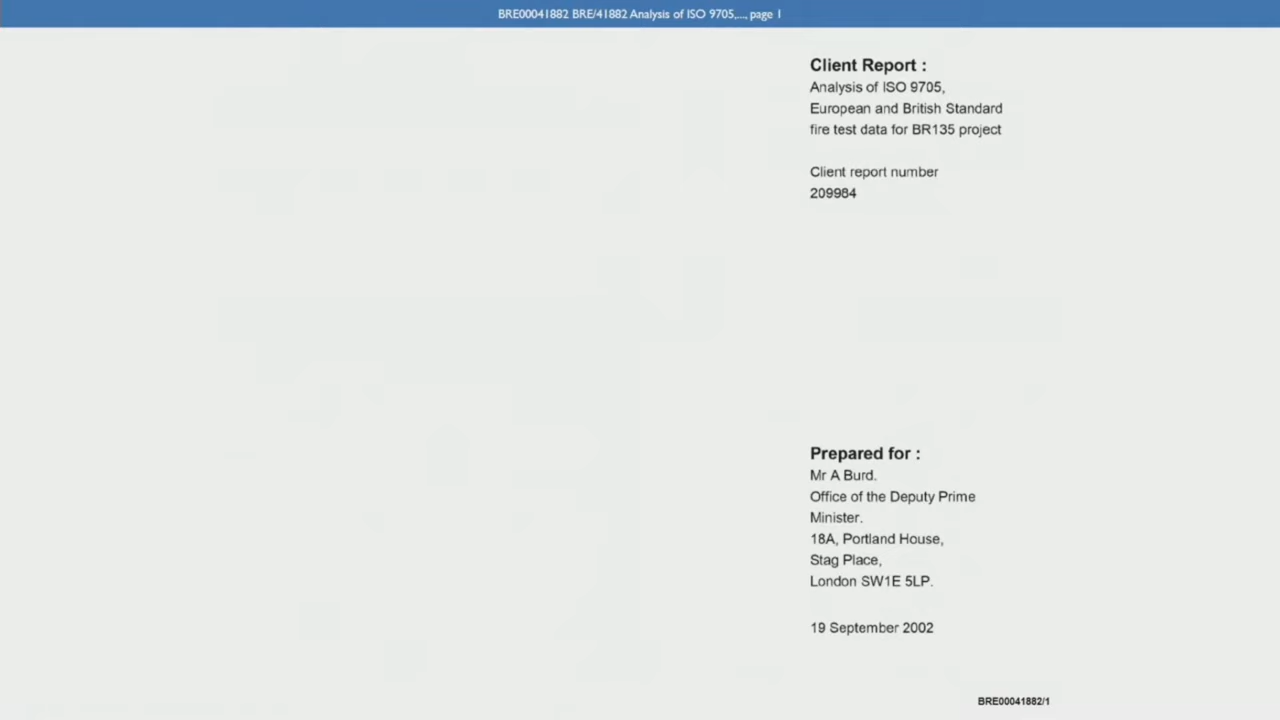 BRE00041882 BRE/41882 Analysis of ISO 9705,..., page 1
Client Report :
Analysis of ISO 9705,
European and British Standard
fire test data for BR135 project
Client report number
209984
Prepared for :
Mr A Burd.
Office of the Deputy Prime
Minister.
18A, Portland House,
Stag Place,
London SW1E 5LP.
19 September 2002
BRE00041882/1